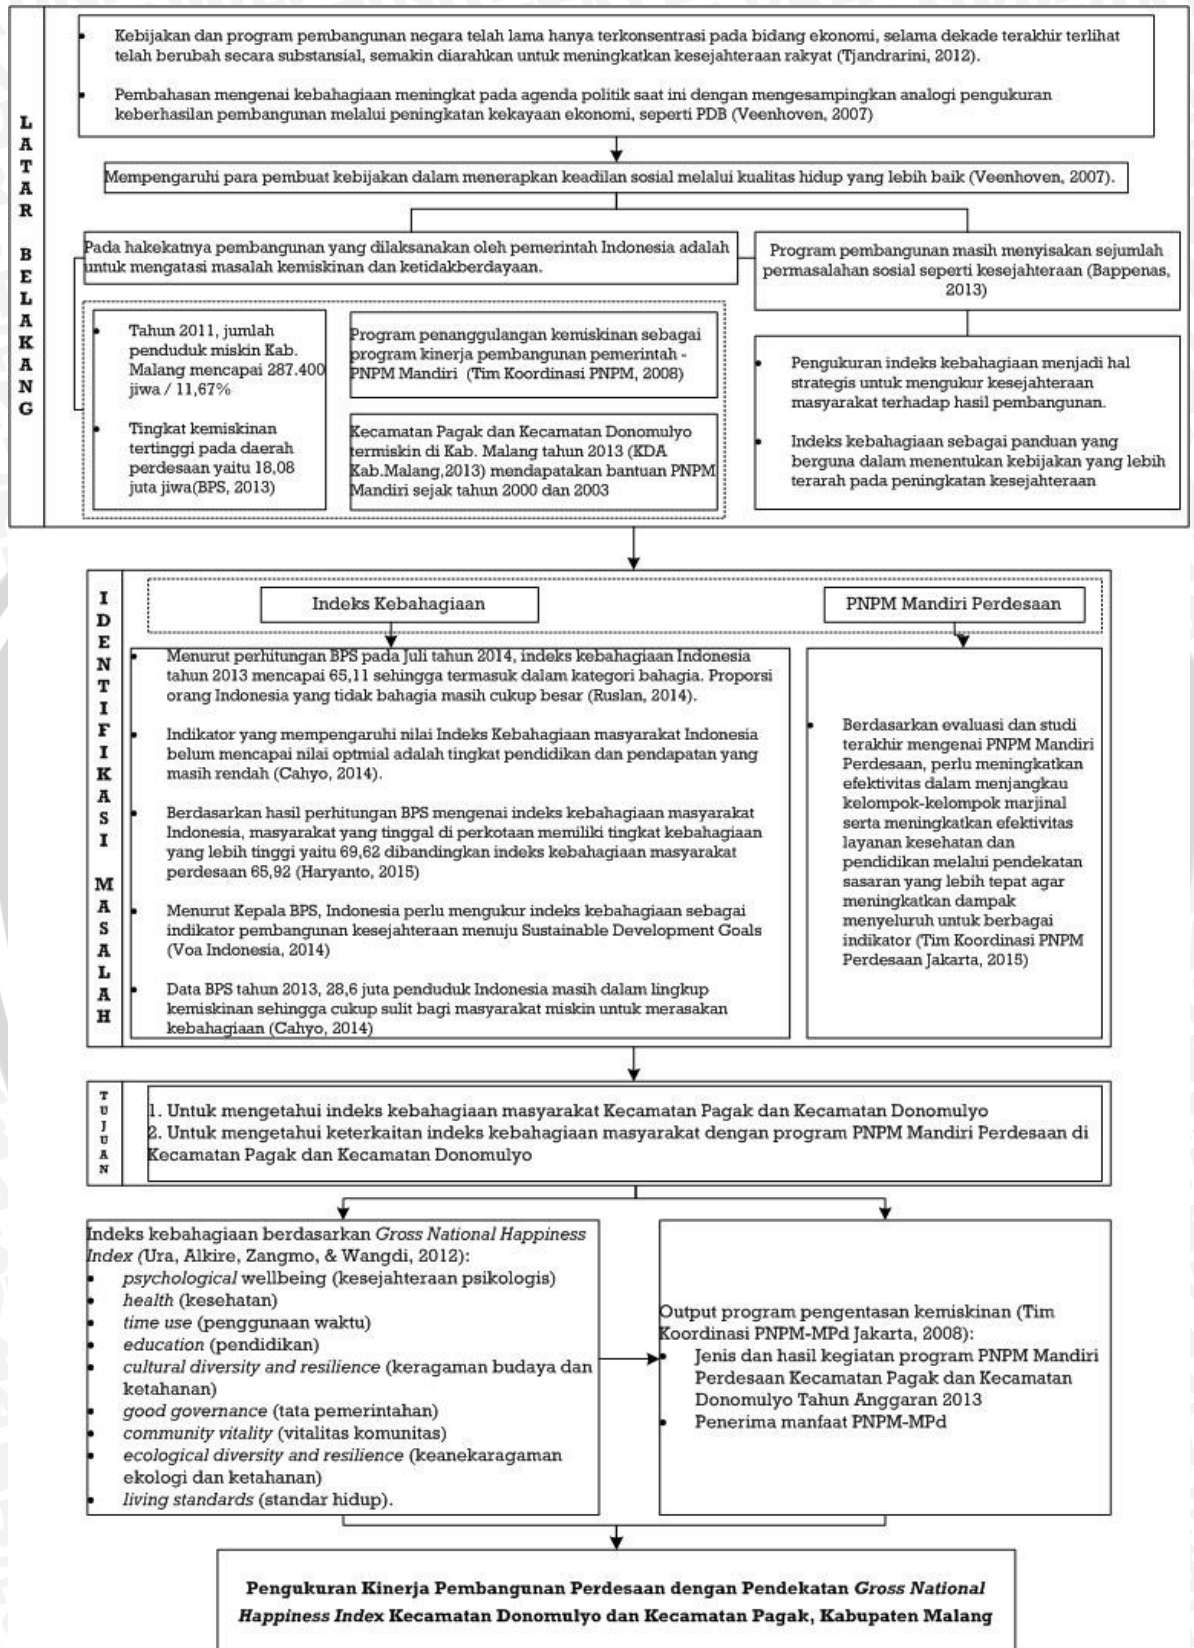 LATAR BELAKANG
• Kebijakan dan program pembangunan negara telah lama hanya terkonsentrasi pada bidang ekonomi, selama dekade terakhir terlihat
telah berubah secara substansial, semakin diarahkan untuk meningkatkan kesejahteraan rakyat (Tjandrarini, 2012).
• Pembahasan mengenai kebahagiaan meningkat pada agenda politik saat ini dengan mengesampingkan analogi pengukuran
keberhasilan pembangunan melalui peningkatan kekayaan ekonomi, seperti PDB (Veenhoven, 2007)
Mempengaruhi para pembuat kebijakan dalam menerapkan keadilan sosial melalui kualitas hidup yang lebih baik (Veenhoven, 2007).
Pada hakekatnya pembangunan yang dilaksanakan oleh pemerintah Indonesia adalah
untuk mengatasi masalah kemiskinan dan ketidakberdayaan.
Program pembangunan masih menyisakan sejumlah
permasalahan sosial seperti kesejahteraan (Bappenas,
2013)
• Tahun 2011, jumlah
penduduk miskin Kab.
Malang mencapai 287.400
jiwa / 11,67%
• Tingkat kemiskinan
tertinggi pada daerah
perdesaan yaitu 18,08
juta jiwa(BPS, 2013)
Program penanggulangan kemiskinan sebagai
program kinerja pembangunan pemerintah -
PNPM Mandiri (Tim Koordinasi PNPM, 2008)
Kecamatan Pagak dan Kecamatan Donomulyo
termiskin di Kab. Malang tahun 2013 (KDA
Kab.Malang,2013) mendapatakan bantuan PNPM
Mandiri sejak tahun 2000 dan 2003
• Pengukuran indeks kebahagiaan menjadi hal
strategis untuk mengukur kesejahteraan
masyarakat terhadap hasil pembangunan.
• Indeks kebahagiaan sebagai panduan yang
berguna dalam menentukan kebijakan yang lebih
terarah pada peningkatan kesejahteraan
IDENTIFIKASI MASALAH
Indeks Kebahagiaan
• Menurut perhitungan BPS pada Juli tahun 2014, indeks kebahagiaan Indonesia
tahun 2013 mencapai 65,11 sehingga termasuk dalam kategori bahagia. Proporsi
orang Indonesia yang tidak bahagia masih cukup besar (Ruslan, 2014).
• Indikator yang mempengaruhi nilai Indeks Kebahagiaan masyarakat Indonesia
belum mencapai nilai optmial adalah tingkat pendidikan dan pendapatan yang
masih rendah (Cahyo, 2014).
• Berdasarkan hasil perhitungan BPS mengenai indeks kebahagiaan masyarakat
Indonesia, masyarakat yang tinggal di perkotaan memiliki tingkat kebahagiaan
yang lebih tinggi yaitu 69,62 dibandingkan indeks kebahagiaan masyarakat
perdesaan 65,92 (Haryanto, 2015)
• Menurut Kepala BPS, Indonesia perlu mengukur indeks kebahagiaan sebagai
indikator pembangunan kesejahteraan menuju Sustainable Development Goals
(Voa Indonesia, 2014)
• Data BPS tahun 2013, 28,6 juta penduduk Indonesia masih dalam lingkup
kemiskinan sehingga cukup sulit bagi masyarakat miskin untuk merasakan
kebahagiaan (Cahyo, 2014)
PNPM Mandiri Perdesaan
• Berdasarkan evaluasi dan studi
terakhir mengenai PNPM Mandiri
Perdesaan, perlu meningkatkan
efektivitas dalam menjangkau
kelompok-kelompok marjinal
serta meningkatkan efektivitas
layanan kesehatan dan
pendidikan melalui pendekatan
sasaran yang lebih tepat agar
meningkatkan dampak
menyeluruh untuk berbagai
indikator (Tim Koordinasi PNPM
Perdesaan Jakarta, 2015)
TUJUAN
1. Untuk mengetahui indeks kebahagiaan masyarakat Kecamatan Pagak dan Kecamatan Donomulyo
2. Untuk mengetahui keterkaitan indeks kebahagiaan masyarakat dengan program PNPM Mandiri Perdesaan di
Kecamatan Pagak dan Kecamatan Donomulyo
Indeks kebahagiaan berdasarkan Gross National Happiness
Index (Ura, Alkire, Zangmo, & Wangdi, 2012):
• psychological wellbeing (kesejahteraan psikologis)
• health (kesehatan)
• time use (penggunaan waktu)
• education (pendidikan)
• cultural diversity and resilience (keragaman budaya dan
ketahanan)
• good governance (tata pemerintahan)
• community vitality (vitalitas komunitas)
• ecological diversity and resilience (keanekaragaman
ekologi dan ketahanan)
• living standards (standar hidup).
Output program pengentasan kemiskinan (Tim
Koordinasi PNPM-MPd Jakarta, 2008):
• Jenis dan hasil kegiatan program PNPM Mandiri
Perdesaan Kecamatan Pagak dan Kecamatan
Donomulyo Tahun Anggaran 2013
• Penerima manfaat PNPM-MPd
Pengukuran Kinerja Pembangunan Perdesaan dengan Pendekatan Gross National
Happiness Index Kecamatan Donomulyo dan Kecamatan Pagak, Kabupaten Malang